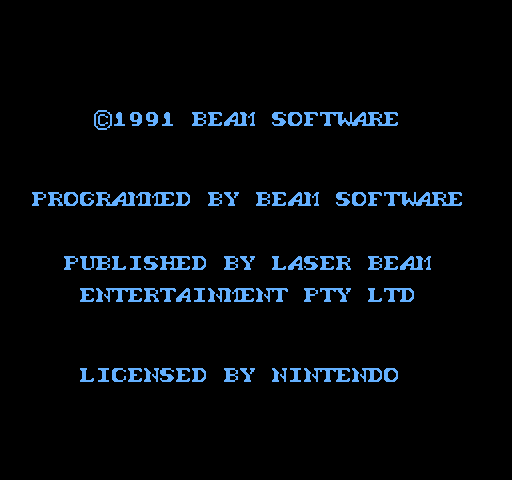 ©1991 BEAM SOFTWARE
PROGRAMMED BY BEAM SOFTWARE
PUBLISHED BY LASER BEAM
ENTERTAINMENT PTY LTD
LICENSED BY NINTENDO